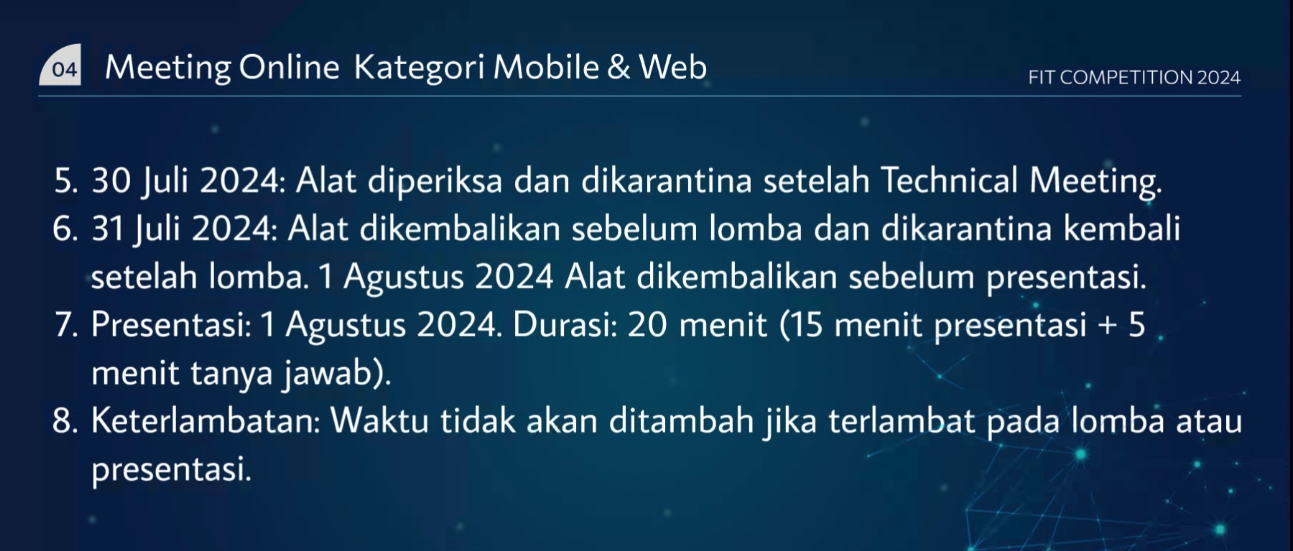 04 Meeting Online Kategori Mobile & Web
FIT COMPETITION 2024
5. 30 Juli 2024: Alat diperiksa dan dikarantina setelah Technical Meeting.
6. 31 Juli 2024: Alat dikembalikan sebelum lomba dan dikarantina kembali
setelah lomba. 1 Agustus 2024 Alat dikembalikan sebelum presentasi.
7. Presentasi: 1 Agustus 2024. Durasi: 20 menit (15 menit presentasi + 5
menit tanya jawab).
8. Keterlambatan: Waktu tidak akan ditambah jika terlambat pada lomba atau
presentasi.